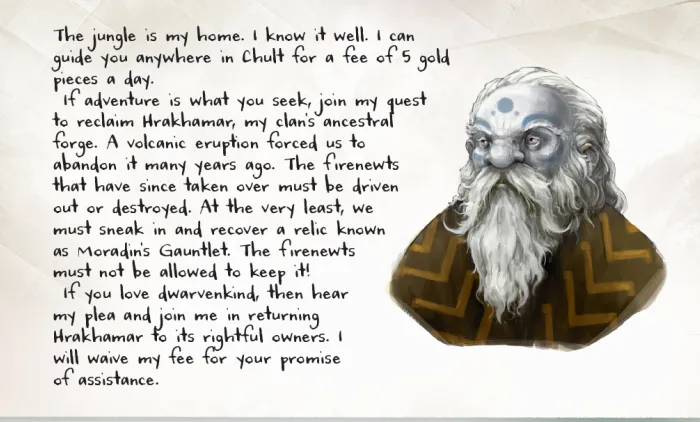 The jungle is my home. I know it well. I can
guide you anywhere in Chult for a fee of 5 gold
pieces a day.
If adventure is what you seek, join my quest
to reclaim Hrakhamar, my clan's ancestral
forge. A volcanic eruption forced us to
abandon it many years ago. The firenewts
that have since taken over must be driven
out or destroyed. At the very least, we
must sneak in and recover a relic known
as Moradin's Gauntlet. The firenewts
must not be allowed to keep it!
If you love dwarvenkind, then hear
my plea and join me in returning
Hrakhamar to its rightful owners. I
will waive my fee for your promise
of assistance.